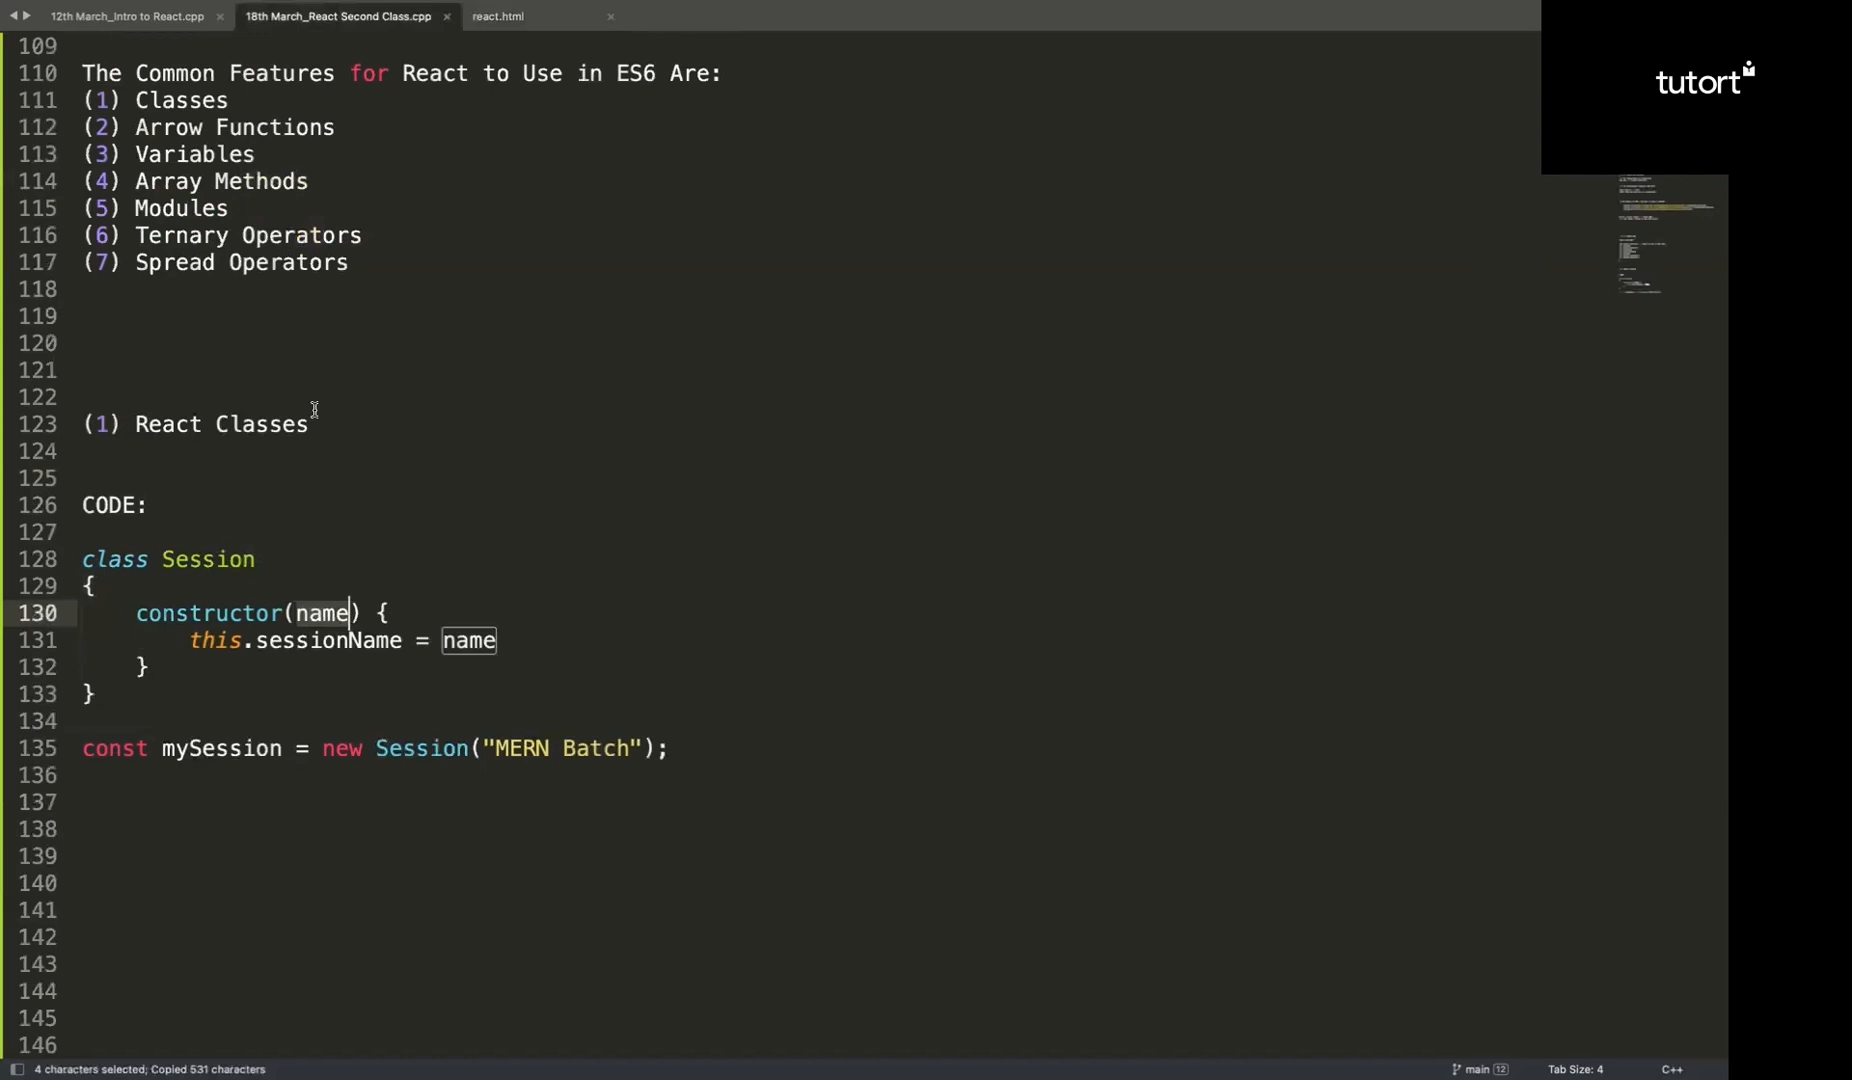 12th March_Intro to React.cpp × 18th March_React Second Class.cpp × react.html ×
tutort
109
110 The Common Features for React to Use in ES6 Are:
111 (1) Classes
112 (2) Arrow Functions
113 (3) Variables
114 (4) Array Methods
115 (5) Modules
116 (6) Ternary Operators
117 (7) Spread Operators
118
119
120
121
122
123 (1) React Classes
124
125
126 CODE:
127
128 class Session
129 {
130     constructor(name) {
131         this.sessionName = name
132     }
133 }
134
135 const mySession = new Session("MERN Batch");
136
137
138
139
140
141
142
143
144
145
146
4 characters selected; Copied 531 characters main 12 Tab Size: 4 C++